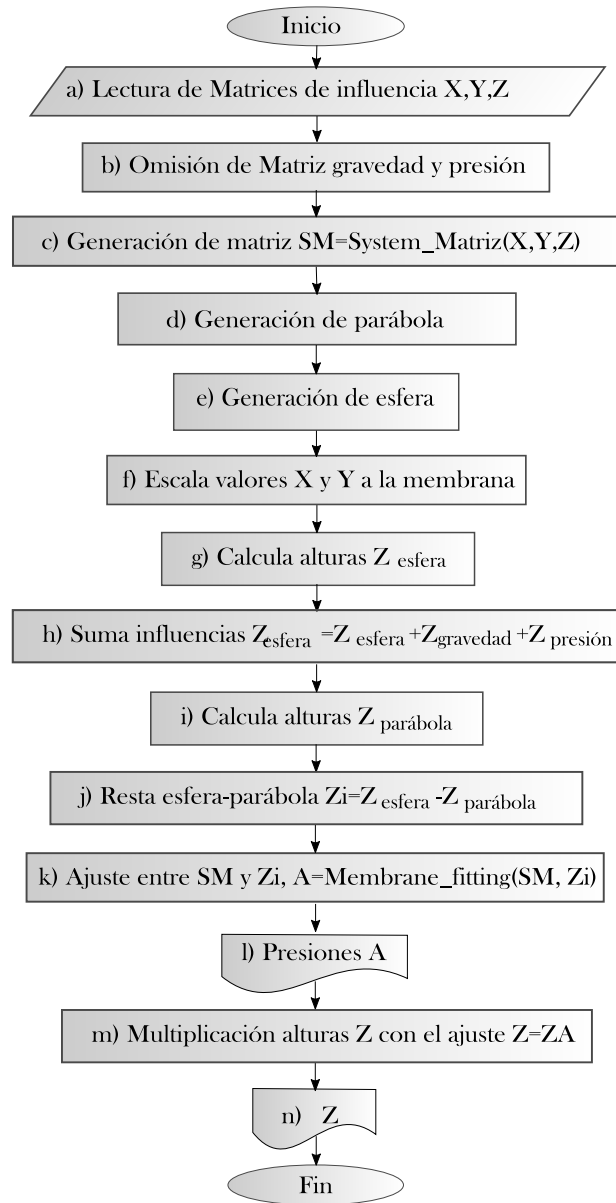 Inicio
a) Lectura de Matrices de influencia X,Y,Z
b) Omisión de Matriz gravedad y presión
c) Generación de matriz SM=System_Matriz(X,Y,Z)
d) Generación de parábola
e) Generación de esfera
f) Escala valores X y Y a la membrana
g) Calcula alturas Z esfera
h) Suma influencias Z esfera =Z esfera +Z gravedad +Z presión
i) Calcula alturas Z parábola
j) Resta esfera-parábola Zi=Z esfera -Z parábola
k) Ajuste entre SM y Zi, A=Membrane_fitting(SM, Zi)
l) Presiones A
m) Multiplicación alturas Z con el ajuste Z=ZA
n) Z
Fin